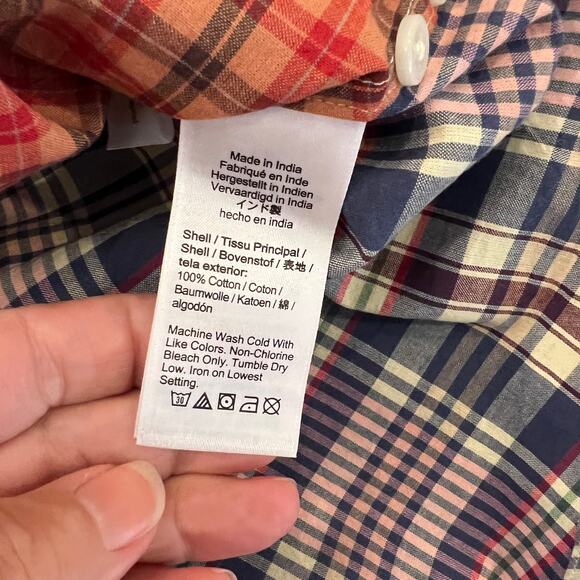 Made in India
Fabriqué en Inde
Hergestellt in Indien
Vervaardigd in India
インド製
hecho en india
Shell / Tissu Principal /
Shell / Bovenstof / 表地 /
tela exterior:
100% Cotton / Coton /
Baumwolle / Katoen / 綿 /
algodón
Machine Wash Cold With
Like Colors. Non-Chlorine
Bleach Only. Tumble Dry
Low. Iron on Lowest
Setting.
30